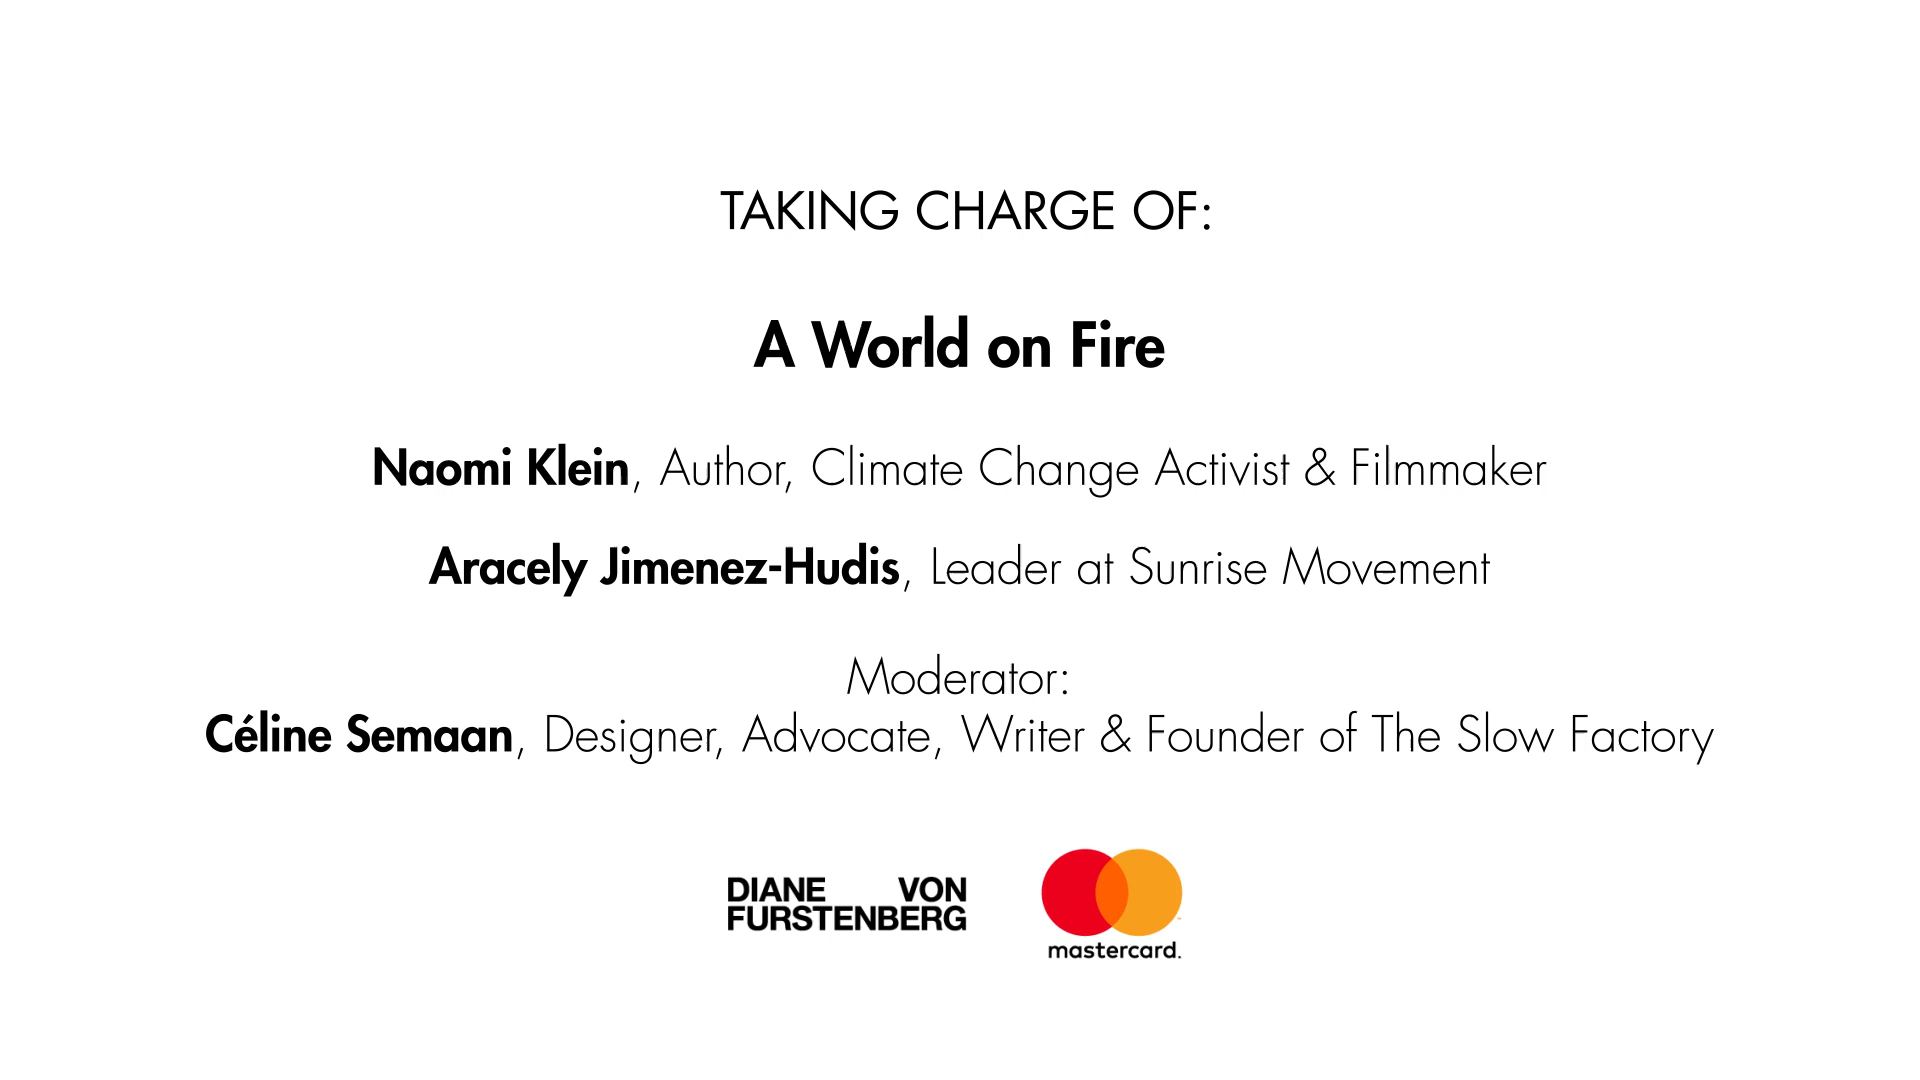 TAKING CHARGE OF:
A World on Fire
Naomi Klein, Author, Climate Change Activist & Filmmaker
Aracely Jimenez-Hudis, Leader at Sunrise Movement
Moderator:
Céline Semaan, Designer, Advocate, Writer & Founder of The Slow Factory
DIANE VON
FURSTENBERG
mastercard.